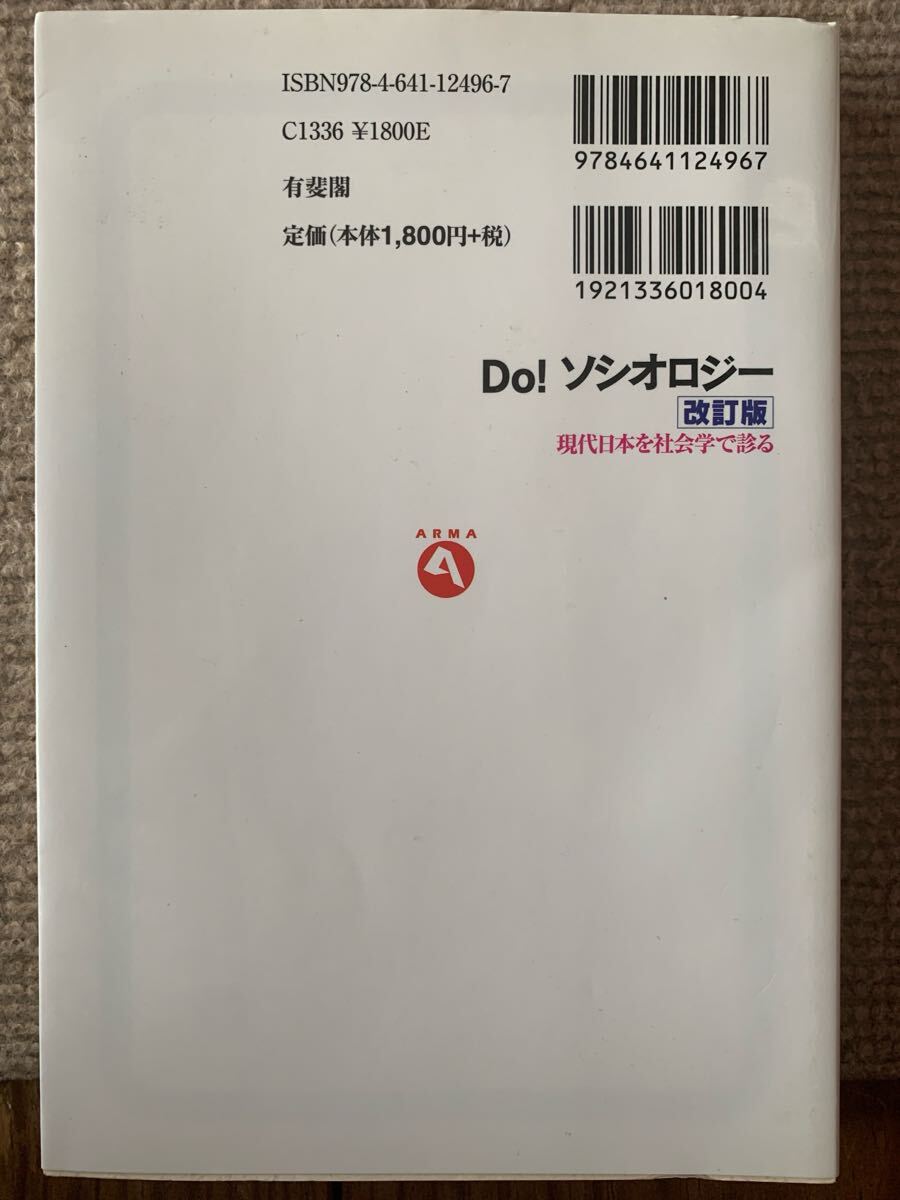 ISBN978-4-641-12496-7
C1336 ¥1800E
有斐閣
定価(本体1,800円+税)
9784641124967
1921336018004
Do! ソシオロジー
改訂版
現代日本を社会学で診る
ARMA